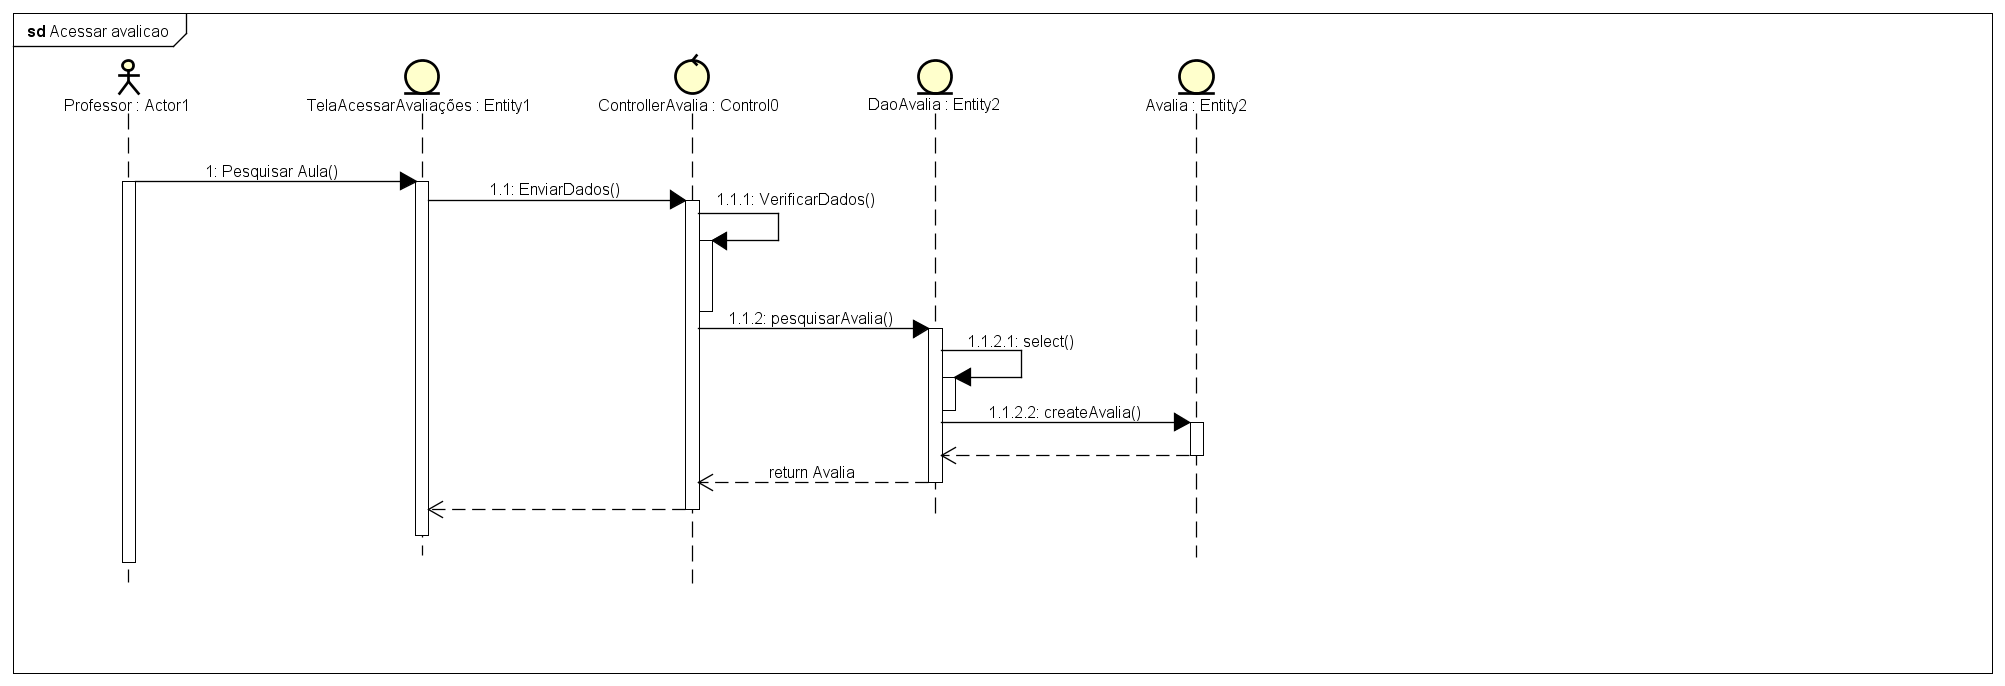 sd Acessar avalicao
Professor : Actor1
TelaAcessarAvaliações : Entity1
ControllerAvalia : Control0
DaoAvalia : Entity2
Avalia : Entity2
1: Pesquisar Aula()
1.1: EnviarDados()
1.1.1: VerificarDados()
1.1.2: pesquisarAvalia()
1.1.2.1: select()
1.1.2.2: createAvalia()
return Avalia